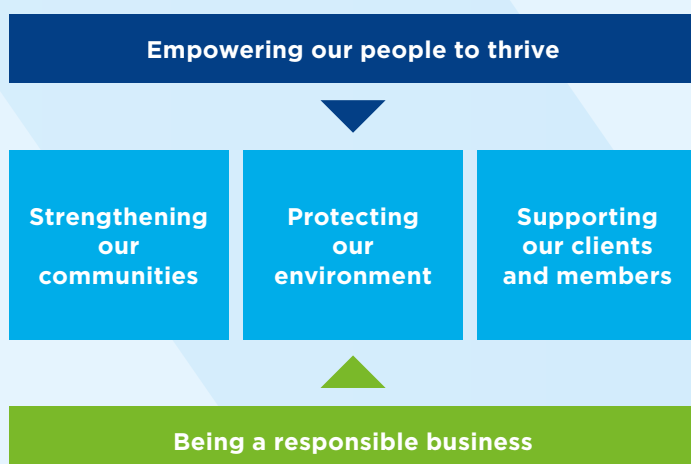 Empowering our people to thrive
Strengthening
our
communities
Protecting
our
environment
Supporting
our clients
and members
Being a responsible business